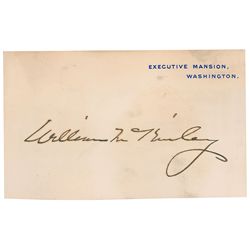 EXECUTIVE MANSION,
WASHINGTON.
William McKinley